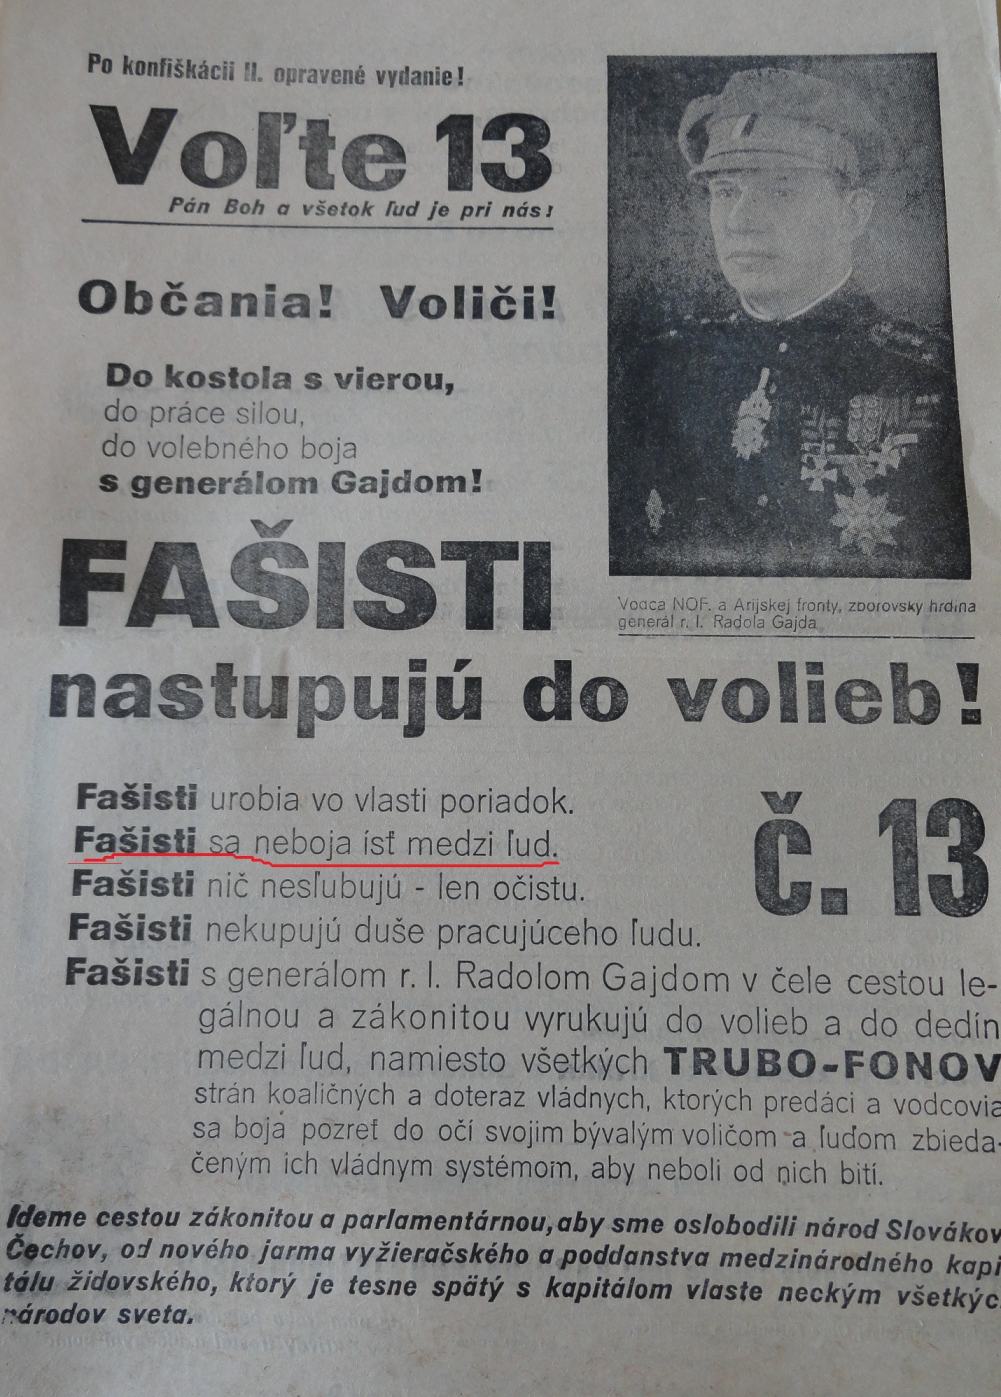 Po konfiškácii II. opravené vydanie!
Voľte 13
Pán Boh a všetok ľud je pri nás!
Občania! Voliči!
Do kostola s vierou,
do práce silou,
do volebného boja
s generálom Gajdom!
Vodca NOF. a Arijskej fronty, zborovský hrdina
generál r. I. Radola Gajda
FAŠISTI
nastupujú do volieb!
Fašisti urobia vo vlasti poriadok.
Fašisti sa neboja ísť medzi ľud.
Fašisti nič nesľubujú - len očistu.
Č. 13
Fašisti nekupujú duše pracujúceho ľudu.
Fašisti s generálom r. I. Radolom Gajdom v čele cestou le-
gálnou a zákonitou vyrukujú do volieb a do dedín
medzi ľud, namiesto všetkých TRUBO-FONOV
strán koaličných a doteraz vládnych, ktorých predáci a vodcovia
sa boja pozreť do očí svojim bývalým voličom a ľuďom zbieda-
čeným ich vládnym systémom, aby neboli od nich bití.
Ideme cestou zákonitou a parlamentárnou, aby sme oslobodili národ Slovákov
Čechov, od nového jarma vyžieračského a poddanstva medzinárodného kapi
tálu židovského, ktorý je tesne spätý s kapitálom vlaste neckým všetkýc
národov sveta.